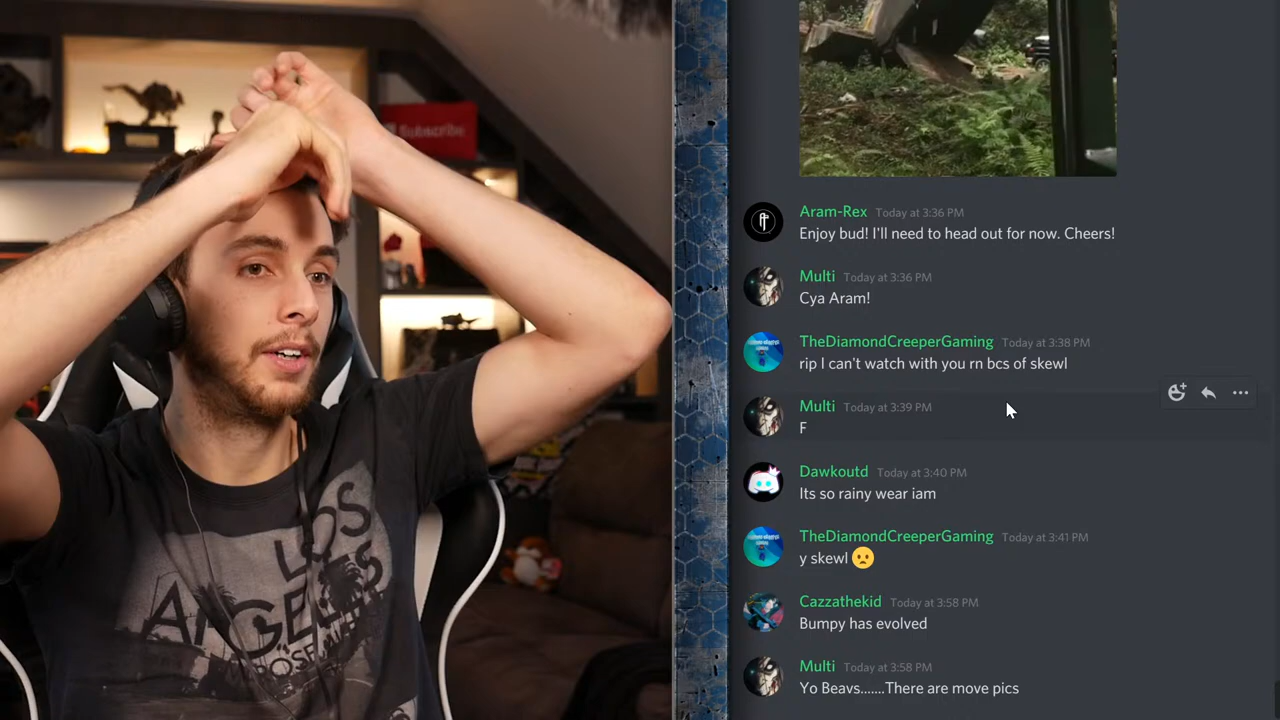 Subscribe
LOS
ANGELES
Aram-Rex Today at 3:36 PM
Enjoy bud! I'll need to head out for now. Cheers!
Multi Today at 3:36 PM
Cya Aram!
TheDiamondCreeperGaming Today at 3:38 PM
rip I can't watch with you rn bcs of skewl
Multi Today at 3:39 PM
F
Dawkoutd Today at 3:40 PM
Its so rainy wear iam
TheDiamondCreeperGaming Today at 3:41 PM
y skewl 😦
Cazzathekid Today at 3:58 PM
Bumpy has evolved
Multi Today at 3:58 PM
Yo Beavs.......There are move pics